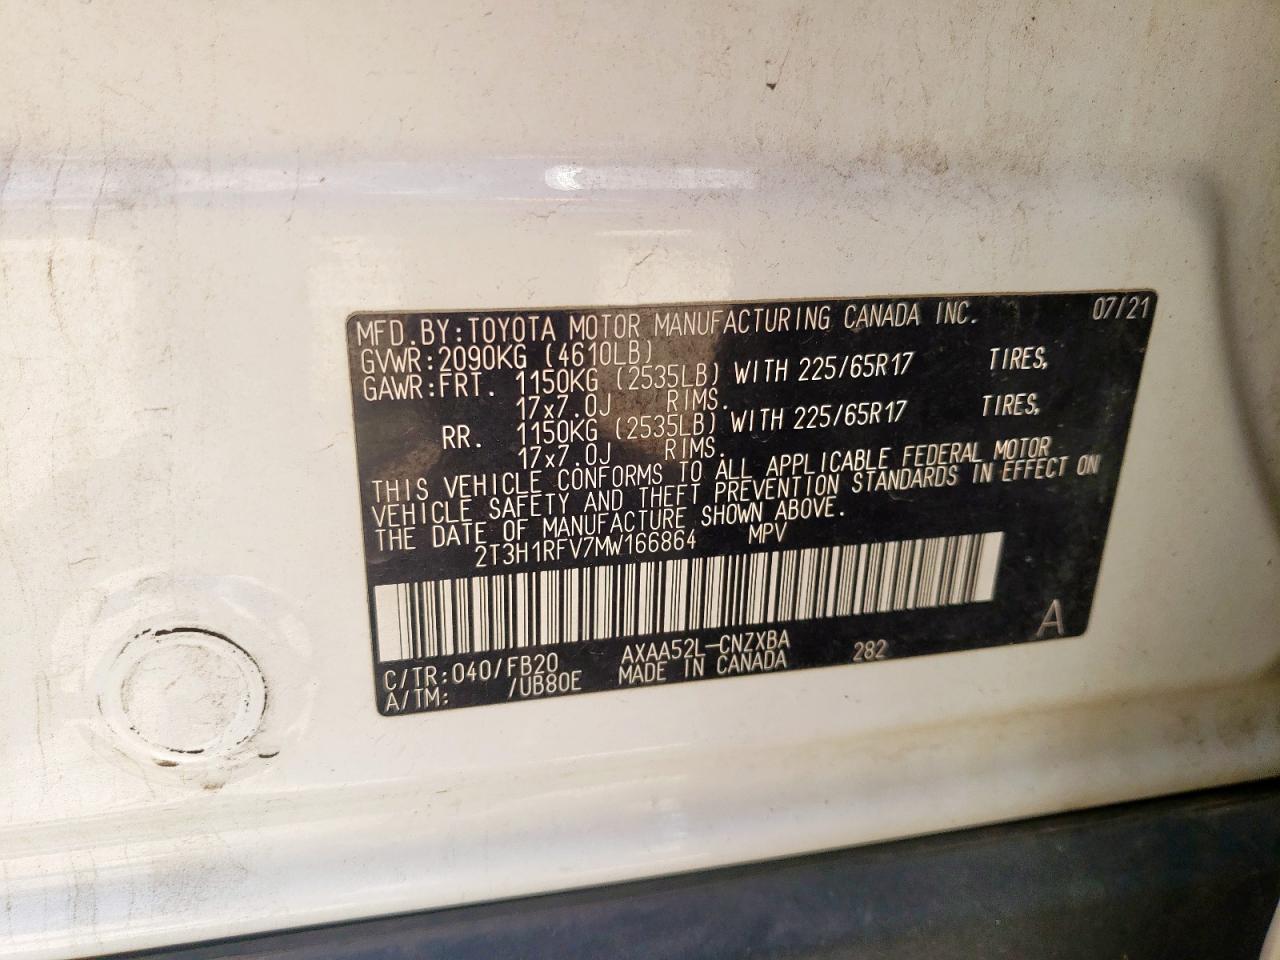 MFD. BY: TOYOTA MOTOR MANUFACTURING CANADA INC. 07/21
GVWR: 2090KG (4610LB)
GAWR: FRT. 1150KG (2535LB) WITH 225/65R17 TIRES,
17x7.0J RIMS.
RR. 1150KG (2535LB) WITH 225/65R17 TIRES,
17x7.0J RIMS.
THIS VEHICLE CONFORMS TO ALL APPLICABLE FEDERAL MOTOR
VEHICLE SAFETY AND THEFT PREVENTION STANDARDS IN EFFECT ON
THE DATE OF MANUFACTURE SHOWN ABOVE.
2T3H1RFV7MW166864 MPV
A
C/TR: 040/FB20 AXAA52L-CNZXBA 282
A/TM: /UB80E MADE IN CANADA